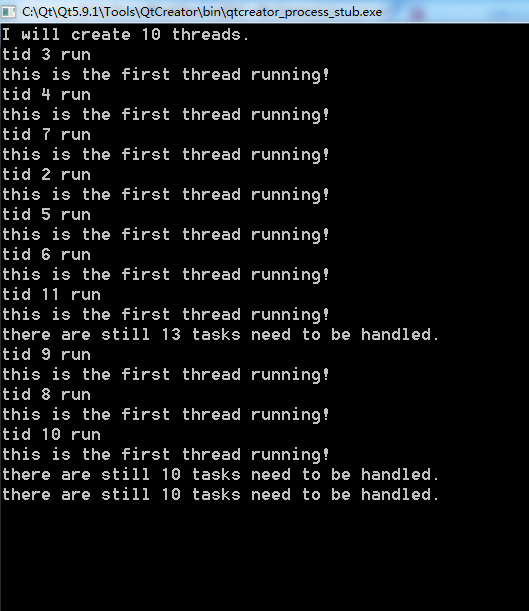 C:\Qt\Qt5.9.1\Tools\QtCreator\bin\qtcreator_process_stub.exe
I will create 10 threads.
tid 3 run
this is the first thread running!
tid 4 run
this is the first thread running!
tid 7 run
this is the first thread running!
tid 2 run
this is the first thread running!
tid 5 run
this is the first thread running!
tid 6 run
this is the first thread running!
tid 11 run
this is the first thread running!
there are still 13 tasks need to be handled.
tid 9 run
this is the first thread running!
tid 8 run
this is the first thread running!
tid 10 run
this is the first thread running!
there are still 10 tasks need to be handled.
there are still 10 tasks need to be handled.